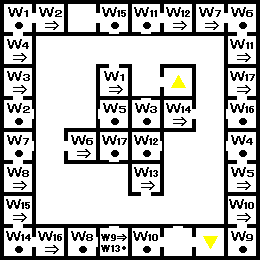 W1 W2 W15 W11 W12 W7 W6
● ⇒ ● ● ⇒ ⇒ ●
W4 W11
⇒ ⇒
W3 W1 W17
⇒ ⇒ ⇒
W2 W5 W3 W14 W16
● ● ● ⇒ ●
W7 W6 W17 W12 W4
● ⇒ ● ● ●
W8 W13 W5
⇒ ⇒ ⇒
W15 W10
⇒ ⇒
W14 W16 W8 W9⇒ W10 W9
● ⇒ ● W13• ● ●